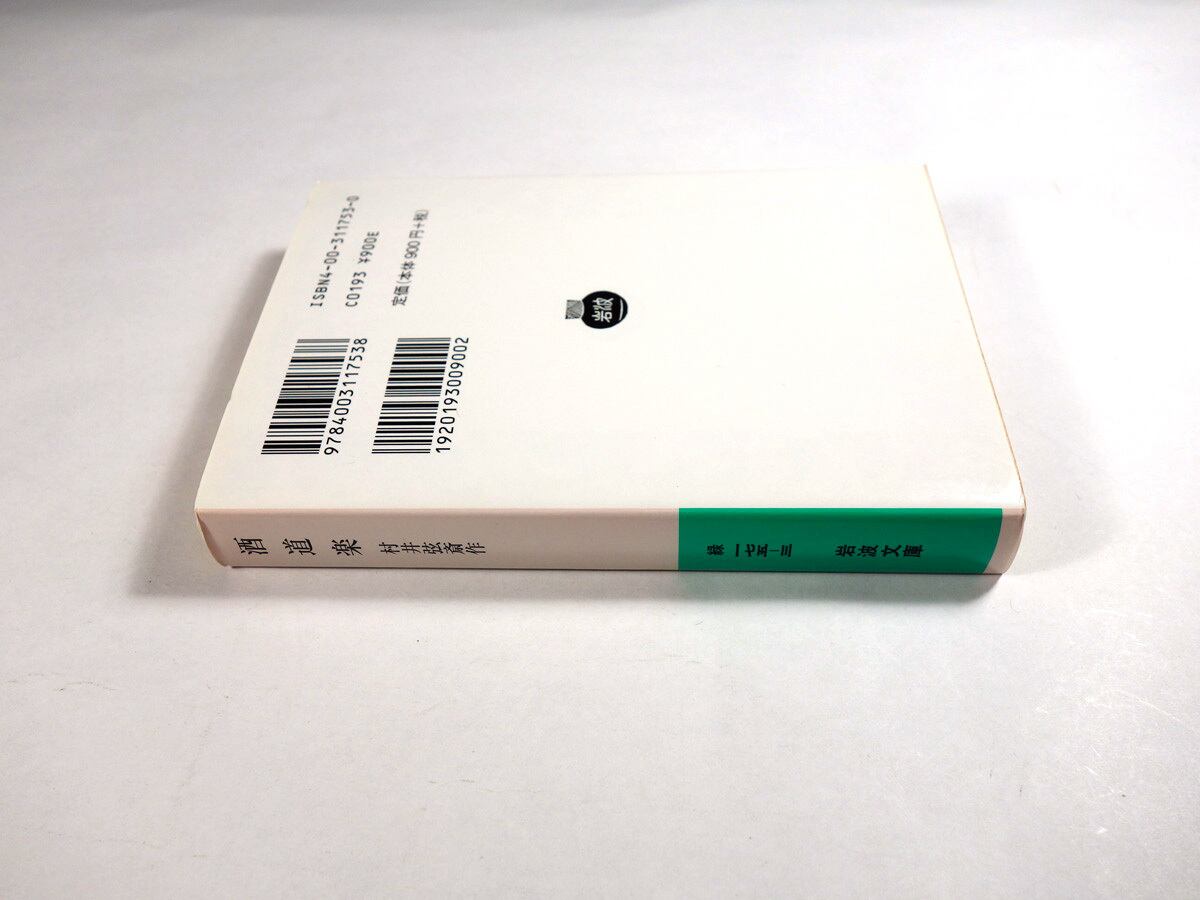 ISBN4-00-311753-0
C0193 ¥900E
定価(本体900円+税)
9784003117538
1920193009002
岩波
酒道楽 村井弦斎作
緑一七五-三 岩波文庫